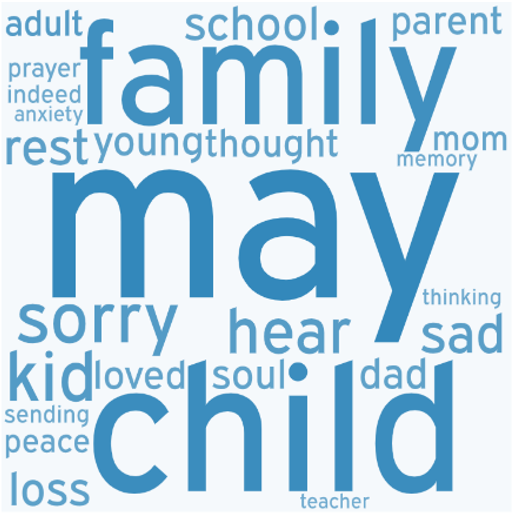 adult school parent
family
prayer
indeed
anxiety
rest young thought mom
memory
may
thinking
sorry hear sad
kid loved soul dad
child
sending
peace
loss
teacher